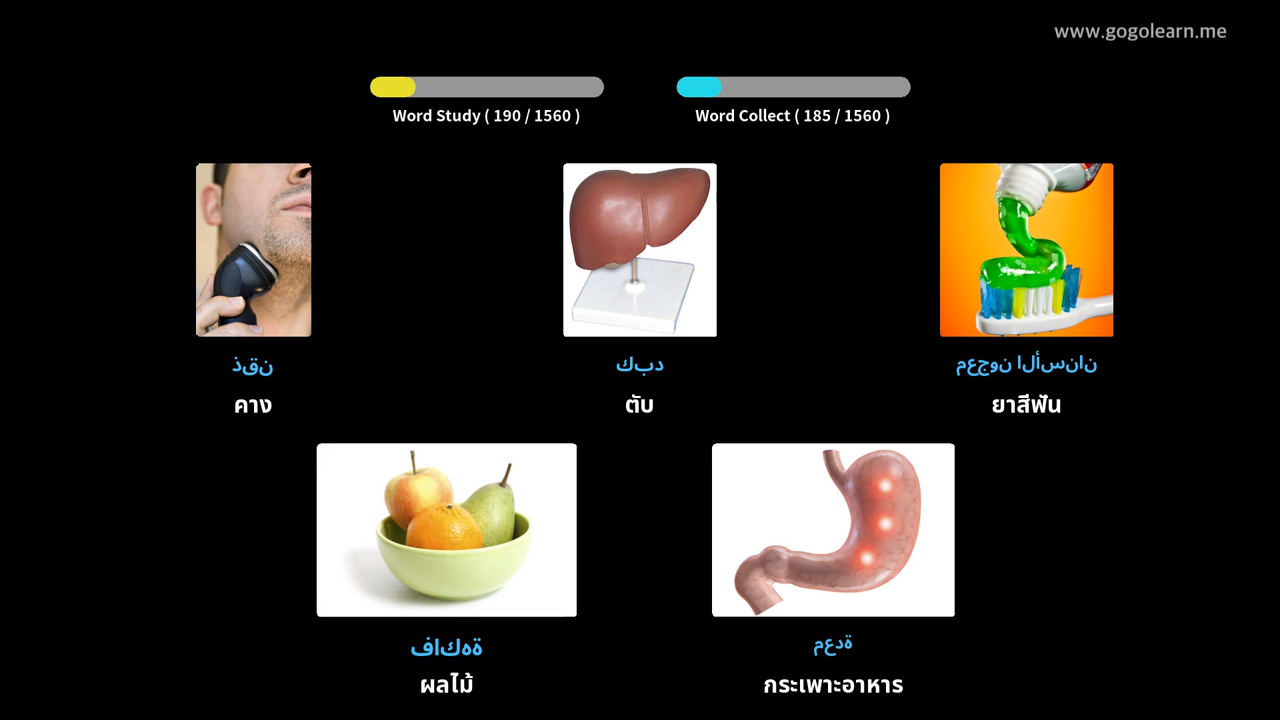 www.gogolearn.me
Word Study ( 190 / 1560 )
Word Collect ( 185 / 1560 )
ذقن
كبد
معجون الأسنان
คาง
ตับ
ยาสีฟัน
فاكهة
معدة
ผลไม้
กระเพาะอาหาร